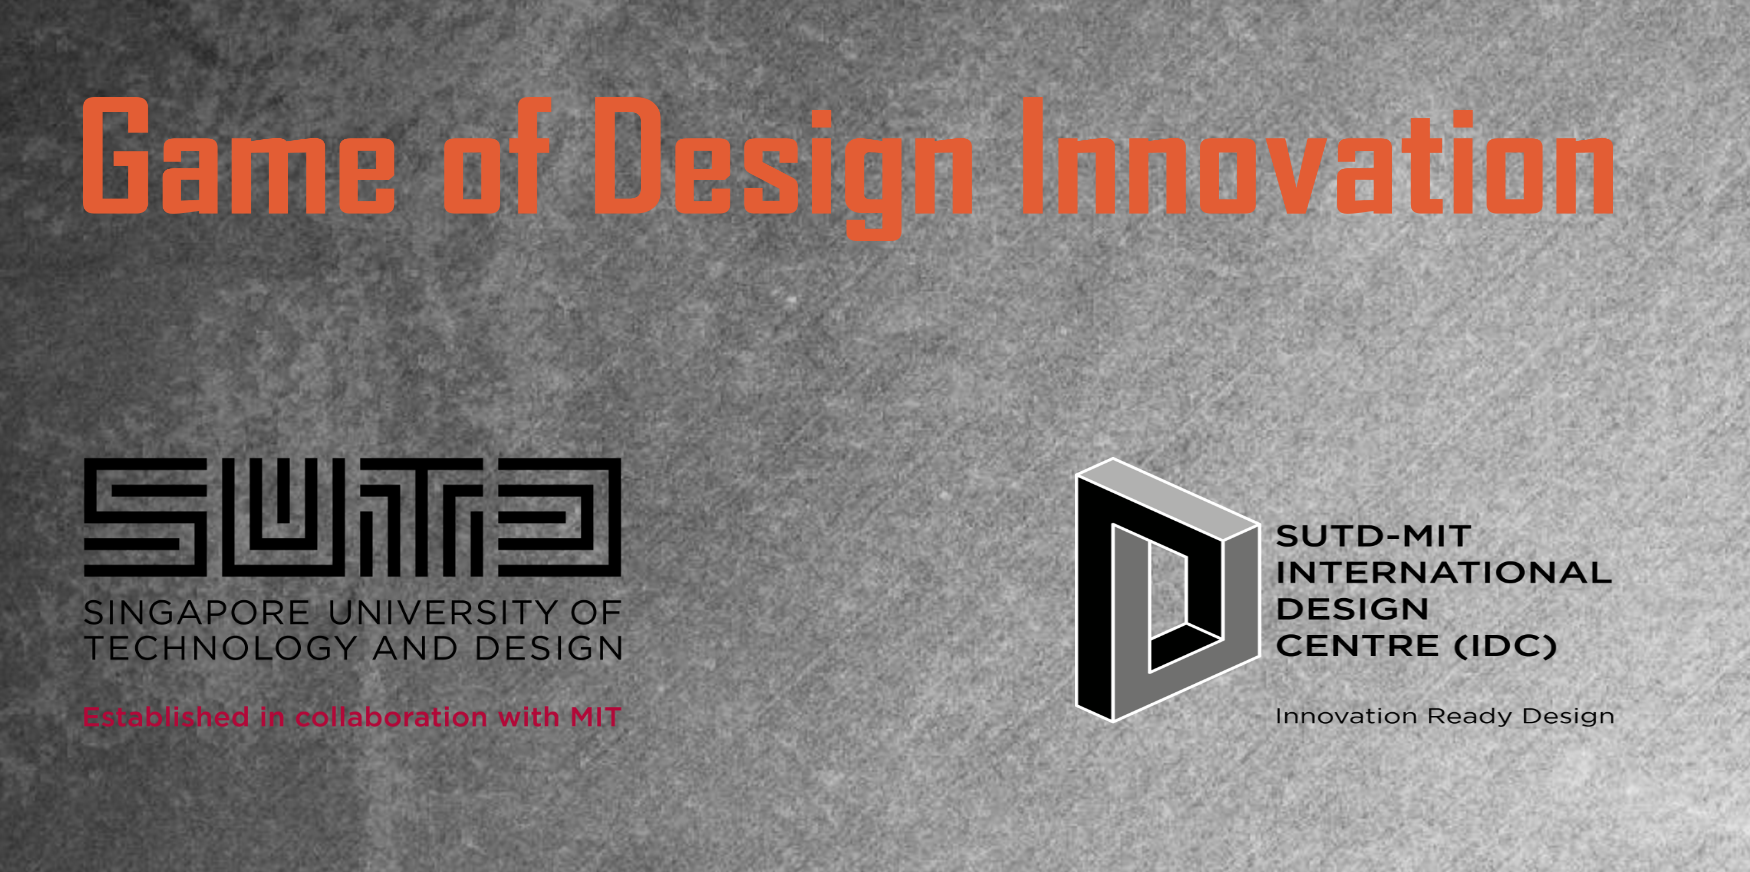 Game of Design Innovation
SUTD
SINGAPORE UNIVERSITY OF
TECHNOLOGY AND DESIGN
Established in collaboration with MIT
SUTD-MIT
INTERNATIONAL
DESIGN
CENTRE (IDC)
Innovation Ready Design